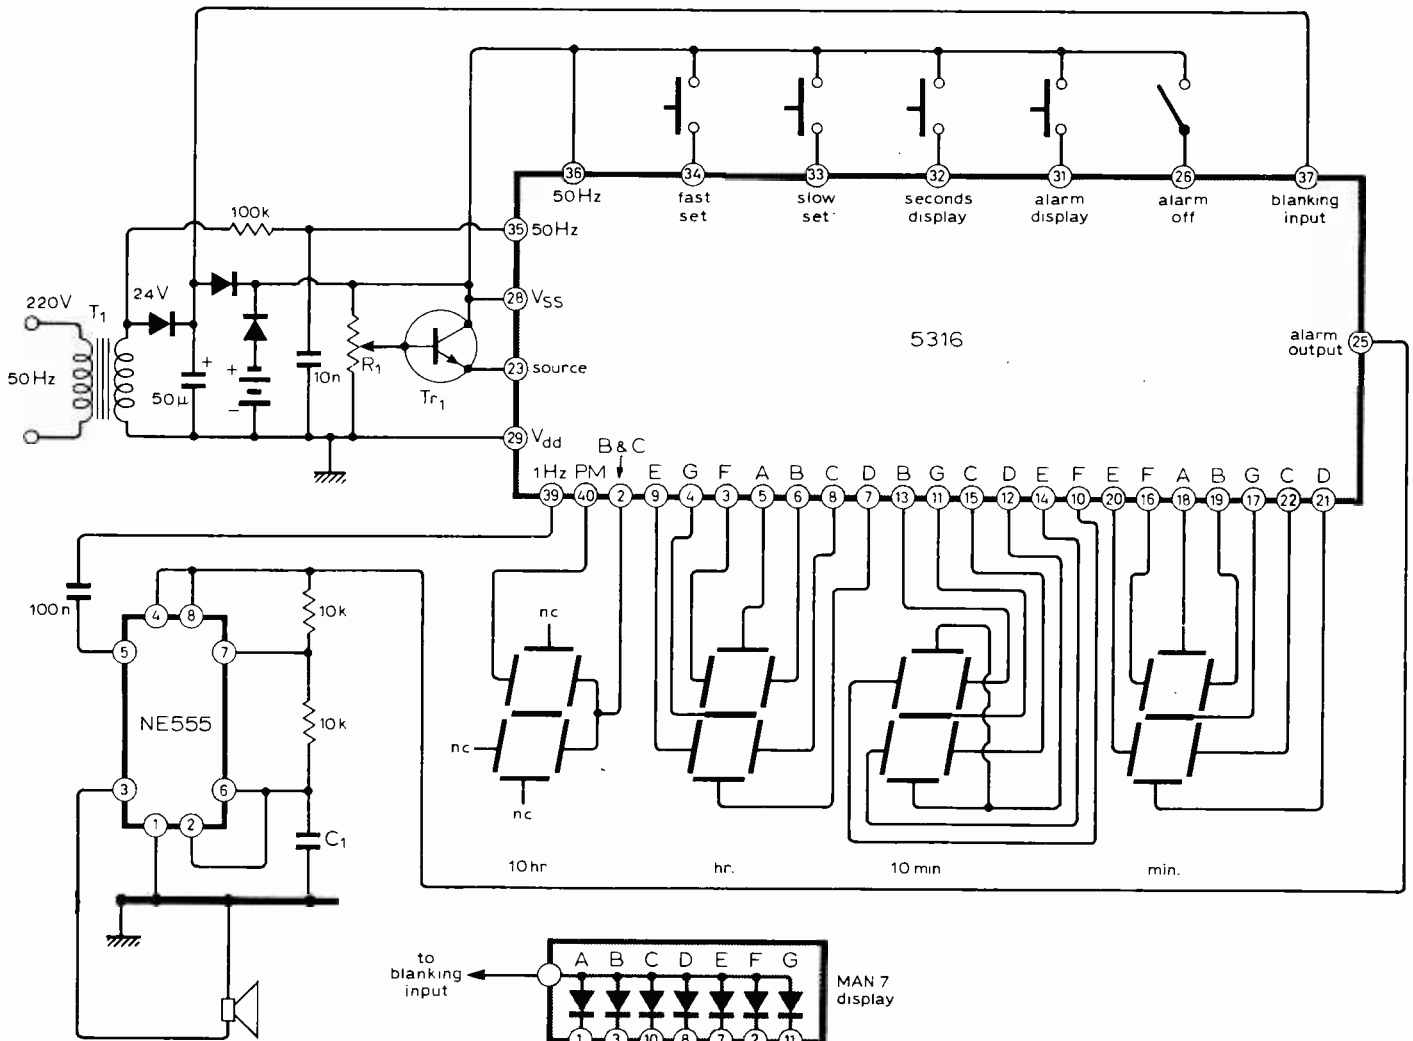 36 34 33 32 31 26 37
50Hz fast set slow set seconds display alarm display alarm off blanking input
100k
35 50Hz
220V T1 24V
28 VSS
5316
alarm output 25
50Hz
+
50µ
+
−
10n
R1
Tr1
23 source
29 Vdd
B & C
1Hz PM E G F A B C D B G C D E F E F A B G C D
39 40 2 9 4 3 5 6 8 7 13 11 15 12 14 10 20 16 18 19 17 22 21
100n
4 8
10k
nc
5 7
NE555
10k
nc
3 6
nc
1 2
C1
10hr hr. 10min min.
to blanking input
A B C D E F G
MAN 7 display
1 3 10 8 7 2 11